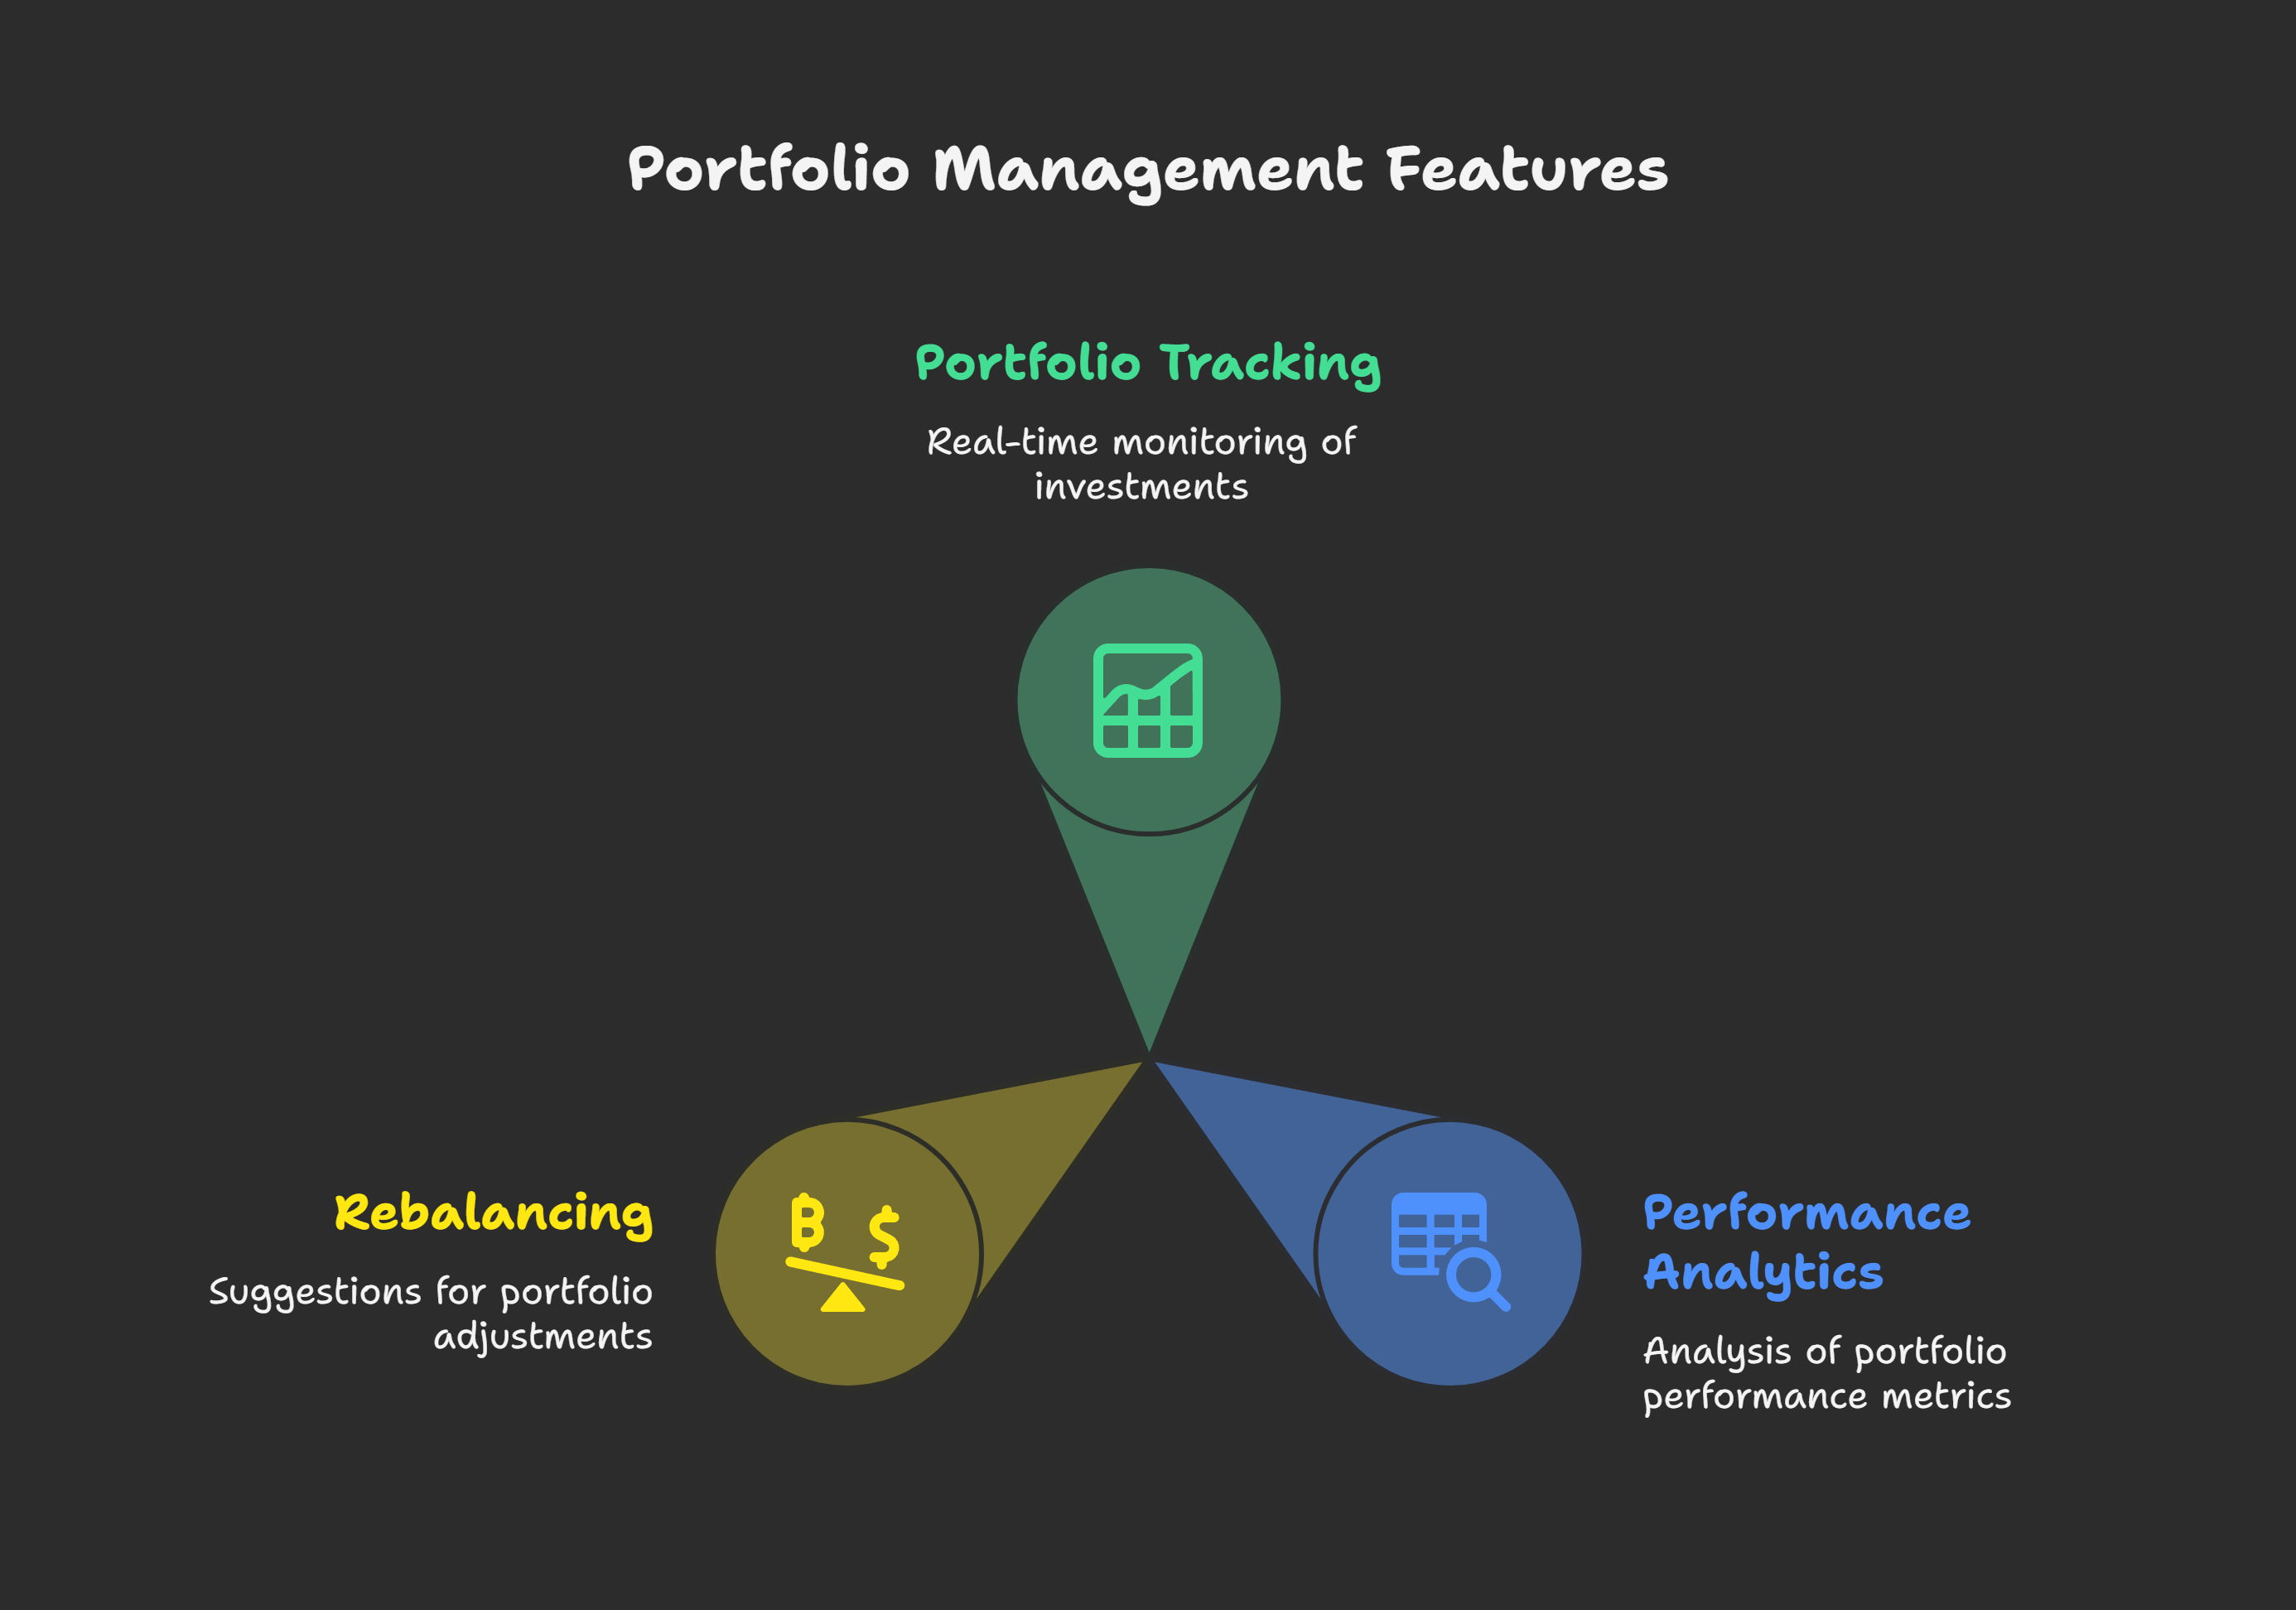 Portfolio Management Features
Portfolio Tracking
Real-time monitoring of
investments
Rebalancing
Suggestions for portfolio
adjustments
Performance
Analytics
Analysis of portfolio
performance metrics